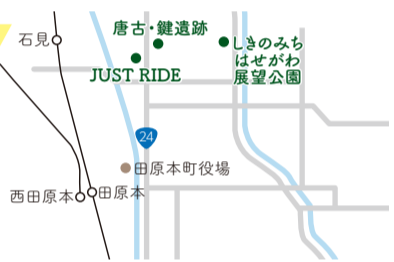 唐古・鍵遺跡
石見
しきのみち
はせがわ
展望公園
JUST RIDE
24
田原本町役場
西田原本
田原本